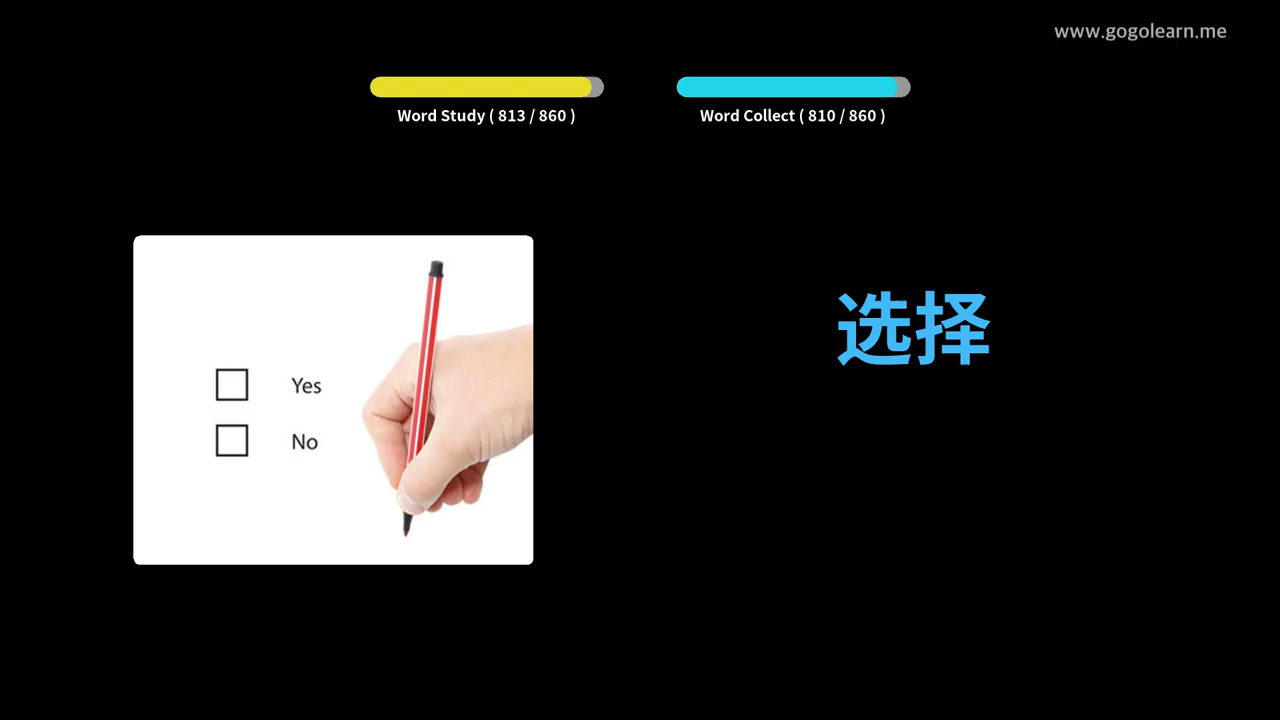 www.gogolearn.me
Word Study ( 813 / 860 )
Word Collect ( 810 / 860 )
选择
Yes
No